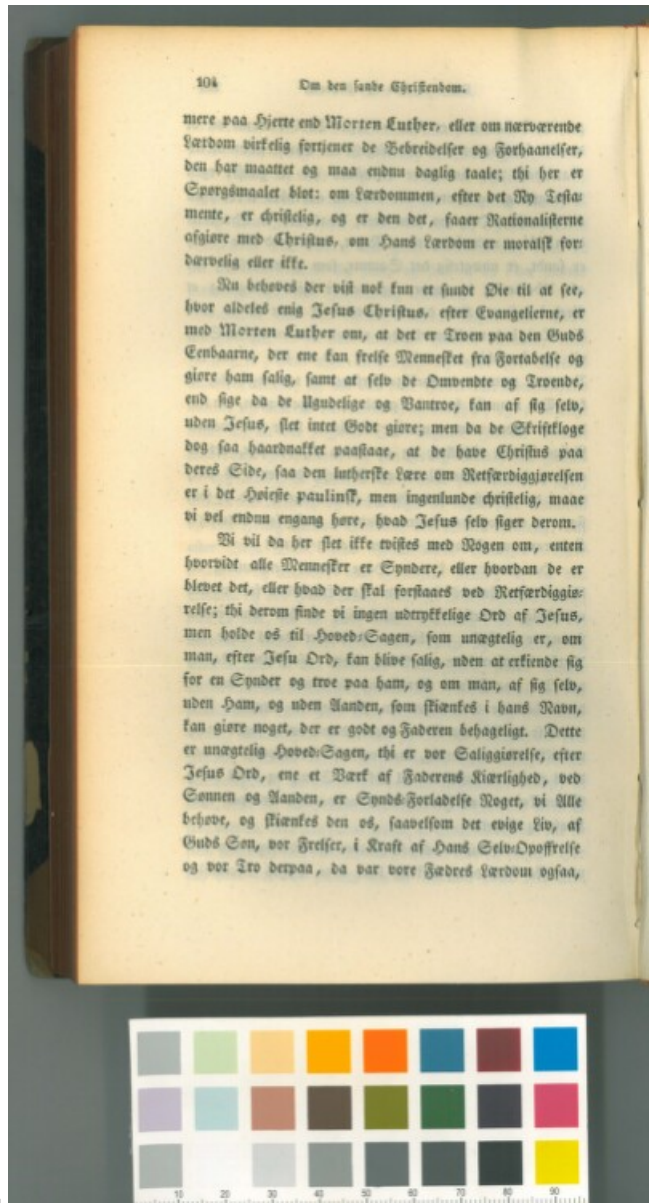 104 Om den sande Christendom.
mere paa Hjerte end Morten Luther, eller om nærværende
Lærdom virkelig fortjener de Bebreidelser og Forhaanelser,
den har maattet og maa endnu daglig taale; thi her er
Spørgsmaalet blot: om Lærdommen, efter det Ny Testa-
mente, er christelig, og er den det, faaer Rationalisterne
afgiøre med Christus, om Hans Lærdom er moralsk for-
dærvelig eller ikke.
Nu behøves der vist nok kun et sundt Øie til at see,
hvor aldeles enig Jesus Christus, efter Evangelierne, er
med Morten Luther om, at det er Troen paa den Guds
Eenbaarne, der ene kan frelse Mennesket fra Fortabelse og
giøre ham salig, samt at selv de Omvendte og Troende,
end sige da de Ugudelige og Vantroe, kan af sig selv,
uden Jesus, slet intet Godt giøre; men da de Skriftkloge
dog saa haardnakket paastaae, at de have Christus paa
deres Side, saa den lutherske Lære om Retfærdiggjørelsen
er i det Høieste paulinsk, men ingenlunde christelig, maae
vi vel endnu engang høre, hvad Jesus selv siger derom.
Vi vil da her slet ikke tvistes med Nogen om, enten
hvorvidt alle Mennesker er Syndere, eller hvordan de er
blevet det, eller hvad der skal forstaaes ved Retfærdiggiø-
relse; thi derom finde vi ingen udtrykkelige Ord af Jesus,
men holde os til Hoved-Sagen, som unægtelig er, om
man, efter Jesu Ord, kan blive salig, uden at erkiende sig
for en Synder og troe paa ham, og om man, af sig selv,
uden Ham, og uden Aanden, som skiænkes i hans Navn,
kan giøre noget, der er godt og Faderen behageligt. Dette
er unægtelig Hoved-Sagen, thi er vor Saliggiørelse, efter
Jesus Ord, ene et Værk af Faderens Kiærlighed, ved
Sønnen og Aanden, er Synds-Forladelse Noget, vi Alle
behøve, og skiænkes den os, saavelsom det evige Liv, af
Guds Søn, vor Frelser, i Kraft af Hans Selv-Opoffrelse
og vor Tro derpaa, da var vore Fædres Lærdom ogsaa,
10 20 30 40 50 60 70 80 90